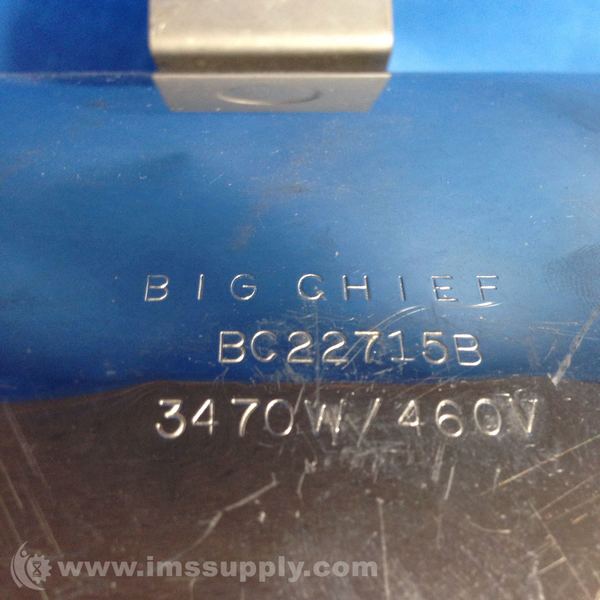 BIG CHIEF
BC22715B
3470W/460V
www.imssupply.com